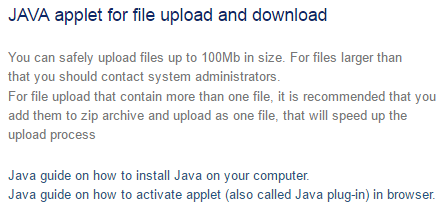 JAVA applet for file upload and download
You can safely upload files up to 100Mb in size. For files larger than
that you should contact system administrators.
For file upload that contain more than one file, it is recommended that you
add them to zip archive and upload as one file, that will speed up the
upload process
Java guide on how to install Java on your computer.
Java guide on how to activate applet (also called Java plug-in) in browser.